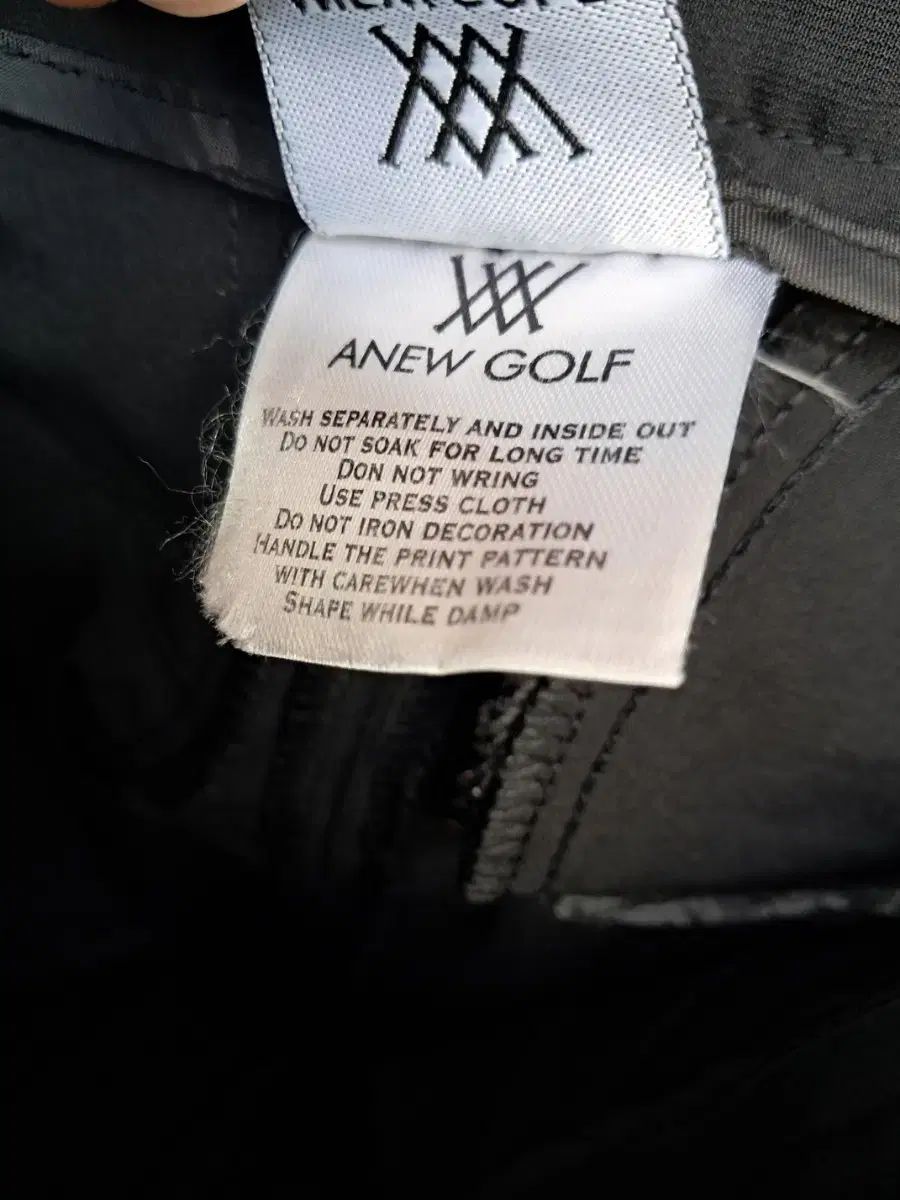 ANEW GOLF
WASH SEPARATELY AND INSIDE OUT
DO NOT SOAK FOR LONG TIME
DON NOT WRING
USE PRESS CLOTH
DO NOT IRON DECORATION
HANDLE THE PRINT PATTERN
WITH CAREWHEN WASH
SHAPE WHILE DAMP